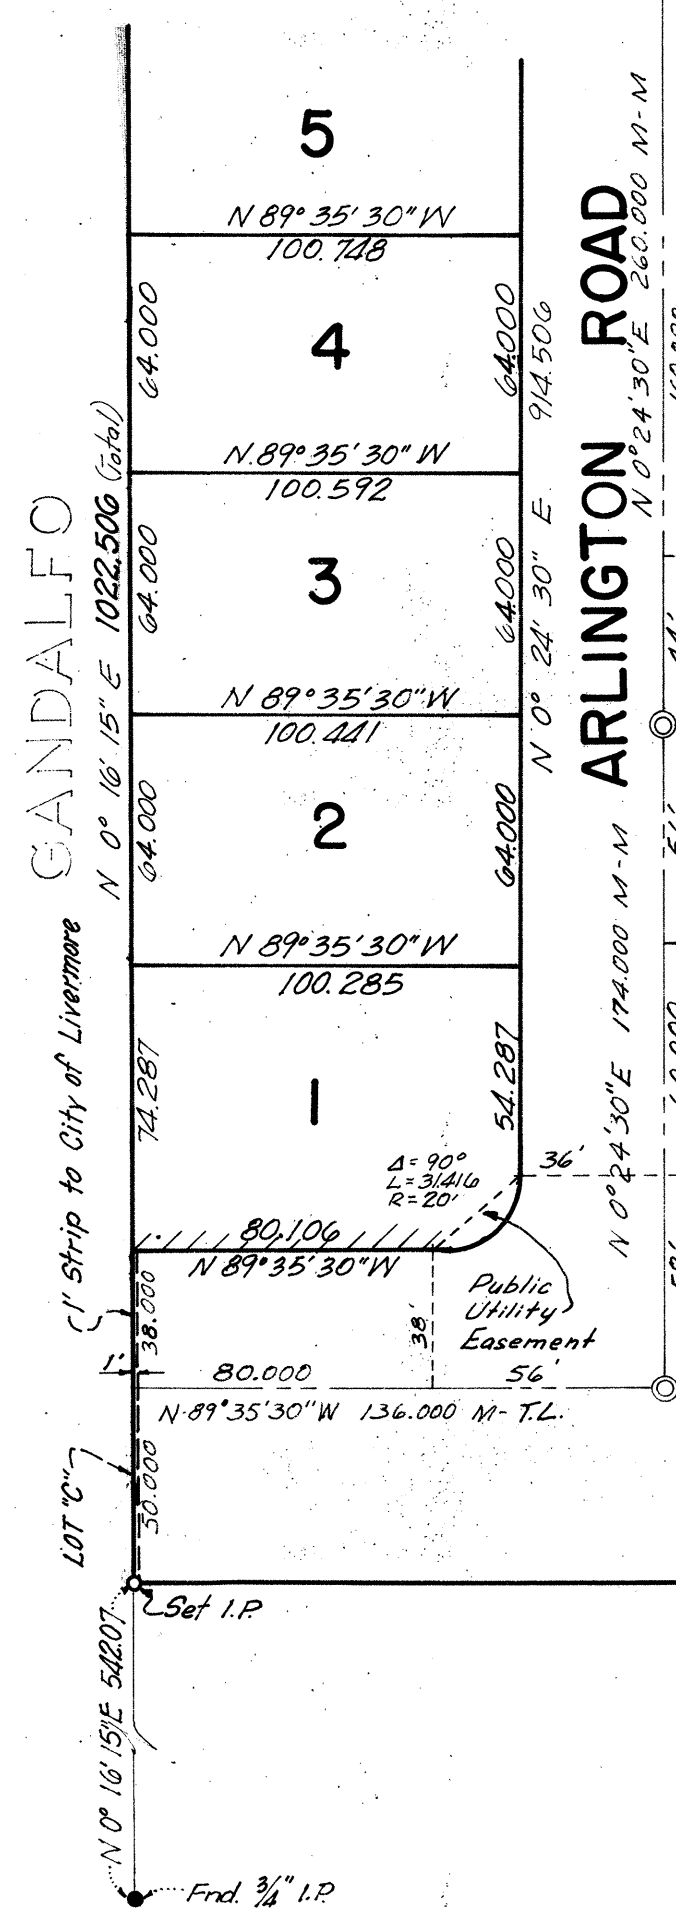 5
N 89° 35' 30" W
100.748
64.000
4
64.000
N 89° 35' 30" W
100.592
64.000
3
64.000
N 89° 35' 30" W
100.441
64.000
2
64.000
N 89° 35' 30" W
100.285
74.287
1
54.287
Δ = 90°
L = 31.416
R = 20'
80.106
N 89° 35' 30" W
Public
Utility
Easement
36'
38.000
38'
1'
80.000
56'
N 89° 35' 30" W 136.000 M-T.L.
50.000
Set I.P.
Fnd. 3/4" I.P.
GANDALFO
N 0° 16' 15" E 1022.506 (Total)
1' Strip to City of Livermore
LOT "C"
N 0° 16' 15" E 542.07
N 0° 24' 30" E 914.506
ARLINGTON ROAD
N 0° 24' 30" E 260.000 M-M
N 0° 24' 30" E 174.000 M-M